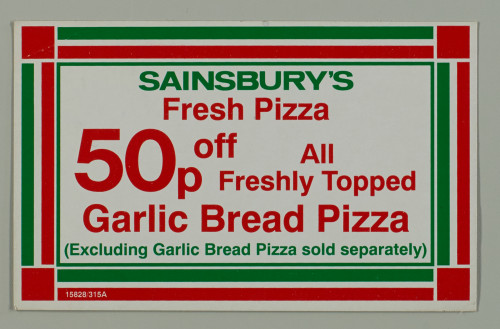 SAINSBURY'S
Fresh Pizza
50p off All
Freshly Topped
Garlic Bread Pizza
(Excluding Garlic Bread Pizza sold separately)
15828/315A